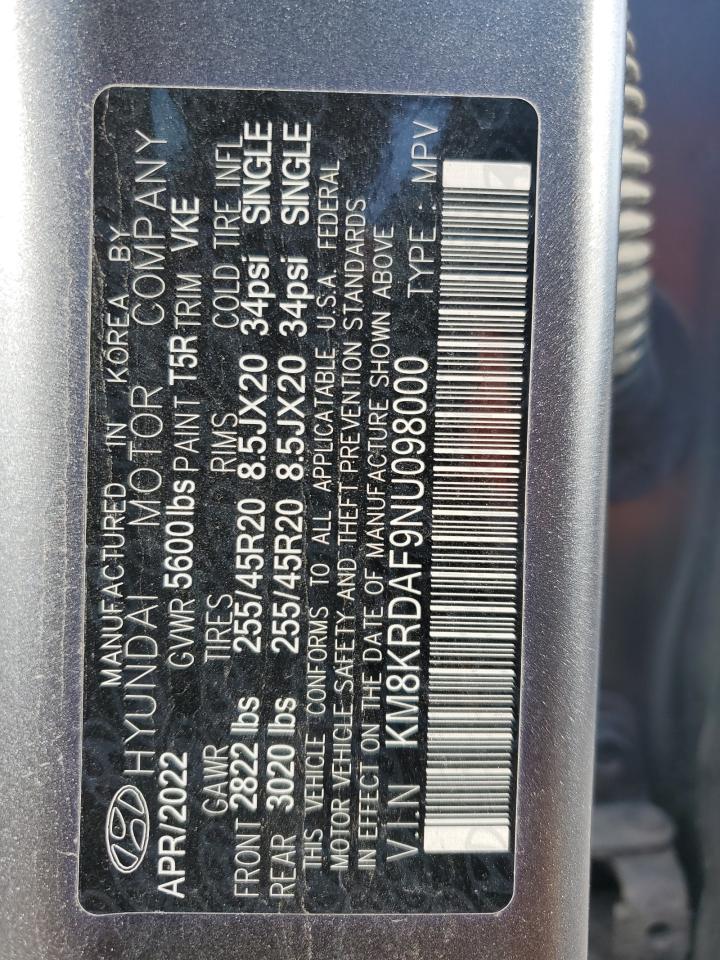 MANUFACTURED IN KOREA BY
HYUNDAI MOTOR COMPANY
APR/2022 GVWR 5600 lbs PAINT T5R TRIM VKE
GAWR TIRES RIMS COLD TIRE INFL
FRONT 2822 lbs 255/45R20 8.5JX20 34psi SINGLE
REAR 3020 lbs 255/45R20 8.5JX20 34psi SINGLE
THIS VEHICLE CONFORMS TO ALL APPLICATABLE U.S.A. FEDERAL
MOTOR VEHICLE SAFETY AND THEFT PREVENTION STANDARDS
IN EFFECT ON THE DATE OF MANUFACTURE SHOWN ABOVE
V.I.N KM8KRDAF9NU098000 TYPE : MPV